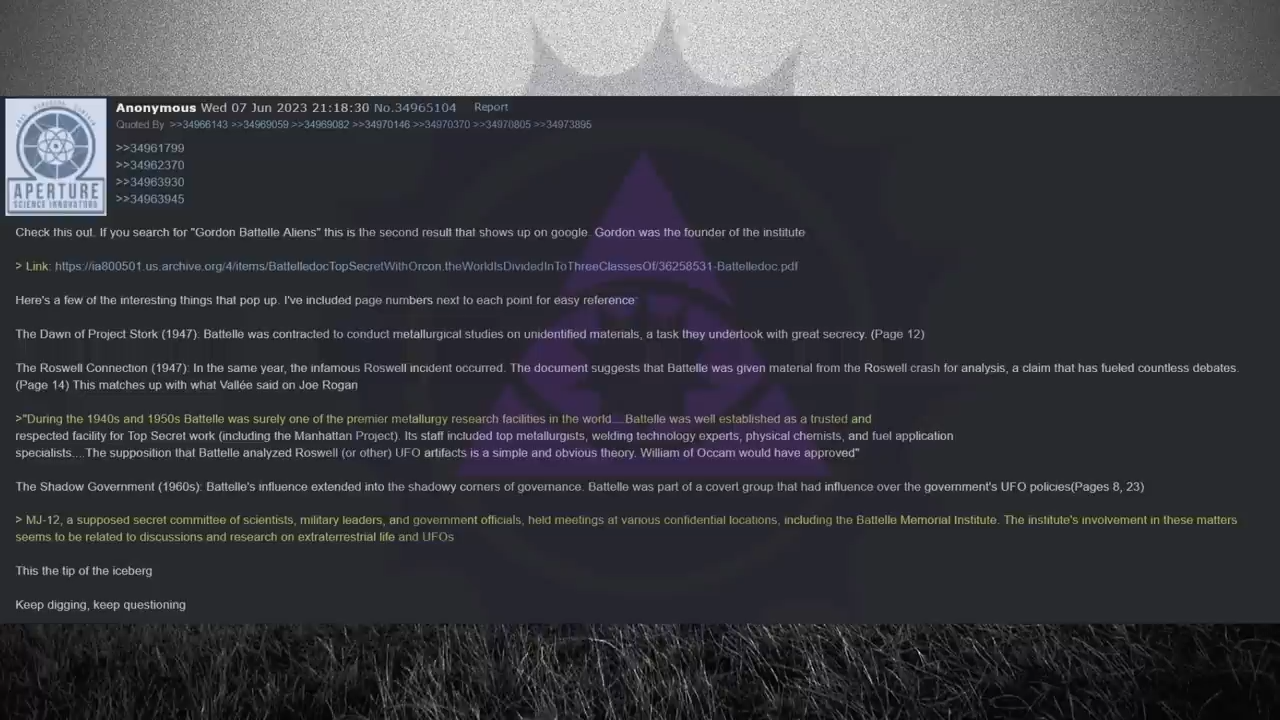 APERTURE
SCIENCE INNOVATORS
Anonymous Wed 07 Jun 2023 21:18:30 No.34965104 Report
Quoted By >>34966143 >>34969059 >>34969082 >>34970146 >>34970370 >>34970805 >>34973895
>>34961799
>>34962370
>>34963930
>>34963945
Check this out. If you search for "Gordon Battelle Aliens" this is the second result that shows up on google. Gordon was the founder of the institute
> Link: https://ia800501.us.archive.org/4/items/BattelledocTopSecretWithOrcon.theWorldIsDividedInToThreeClassesOf/36258531-Battelledoc.pdf
Here's a few of the interesting things that pop up. I've included page numbers next to each point for easy reference:
The Dawn of Project Stork (1947): Battelle was contracted to conduct metallurgical studies on unidentified materials, a task they undertook with great secrecy. (Page 12)
The Roswell Connection (1947): In the same year, the infamous Roswell incident occurred. The document suggests that Battelle was given material from the Roswell crash for analysis, a claim that has fueled countless debates.
(Page 14) This matches up with what Vallée said on Joe Rogan
>"During the 1940s and 1950s Battelle was surely one of the premier metallurgy research facilities in the world....Battelle was well established as a trusted and
respected facility for Top Secret work (including the Manhattan Project). Its staff included top metallurgists, welding technology experts, physical chemists, and fuel application
specialists....The supposition that Battelle analyzed Roswell (or other) UFO artifacts is a simple and obvious theory. William of Occam would have approved"
The Shadow Government (1960s): Battelle's influence extended into the shadowy corners of governance. Battelle was part of a covert group that had influence over the government's UFO policies(Pages 8, 23)
> MJ-12, a supposed secret committee of scientists, military leaders, and government officials, held meetings at various confidential locations, including the Battelle Memorial Institute. The institute's involvement in these matters
seems to be related to discussions and research on extraterrestrial life and UFOs
This the tip of the iceberg
Keep digging, keep questioning